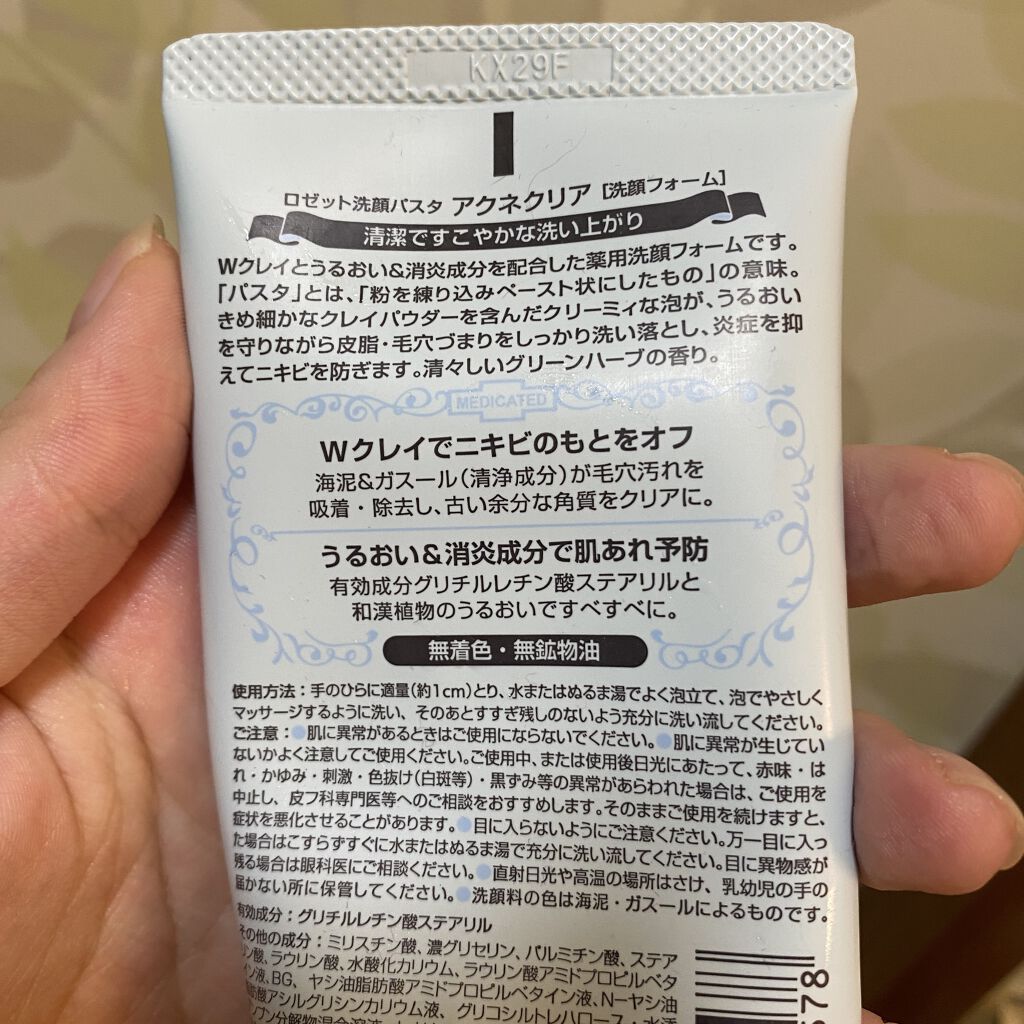 KX29F
ロゼット洗顔パスタ アクネクリア [洗顔フォーム]
清潔ですこやかな洗い上がり
Wクレイとうるおい&消炎成分を配合した薬用洗顔フォームです。
「パスタ」とは、「粉を練り込みペースト状にしたもの」の意味。
きめ細かなクレイパウダーを含んだクリーミィな泡が、うるおい
を守りながら皮脂・毛穴づまりをしっかり洗い落とし、炎症を抑
えてニキビを防ぎます。清々しいグリーンハーブの香り。
MEDICATED
Wクレイでニキビのもとをオフ
海泥&ガスール(清浄成分)が毛穴汚れを
吸着・除去し、古い余分な角質をクリアに。
うるおい&消炎成分で肌あれ予防
有効成分グリチルレチン酸ステアリルと
和漢植物のうるおいですべすべに。
無着色・無鉱物油
使用方法:手のひらに適量(約1cm)とり、水またはぬるま湯でよく泡立て、泡でやさしく
マッサージするように洗い、そのあとすすぎ残しのないよう充分に洗い流してください。
ご注意:●肌に異常があるときはご使用にならないでください。●肌に異常が生じてい
ないかよく注意してご使用ください。ご使用中、または使用後日光にあたって、赤味・は
れ・かゆみ・刺激・色抜け(白斑等)・黒ずみ等の異常があらわれた場合は、ご使用を
中止し、皮フ科専門医等へのご相談をおすすめします。そのままご使用を続けますと、
症状を悪化させることがあります。●目に入らないようにご注意ください。万一目に入っ
た場合はこすらずすぐに水またはぬるま湯で充分に洗い流してください。目に異物感が
残る場合は眼科医にご相談ください。●直射日光や高温の場所はさけ、乳幼児の手の
届かない所に保管してください。●洗顔料の色は海泥・ガスールによるものです。
有効成分:グリチルレチン酸ステアリル
その他の成分:ミリスチン酸、濃グリセリン、パルミチン酸、ステア
リン酸、ラウリン酸、水酸化カリウム、ラウリン酸アミドプロピルベタ
イン液、BG、ヤシ油脂肪酸アミドプロピルベタイン液、N-ヤシ油
脂肪酸アシルグリシンカリウム液、グリコシルトレハロース・水添
デンプン分解物混合溶液
678